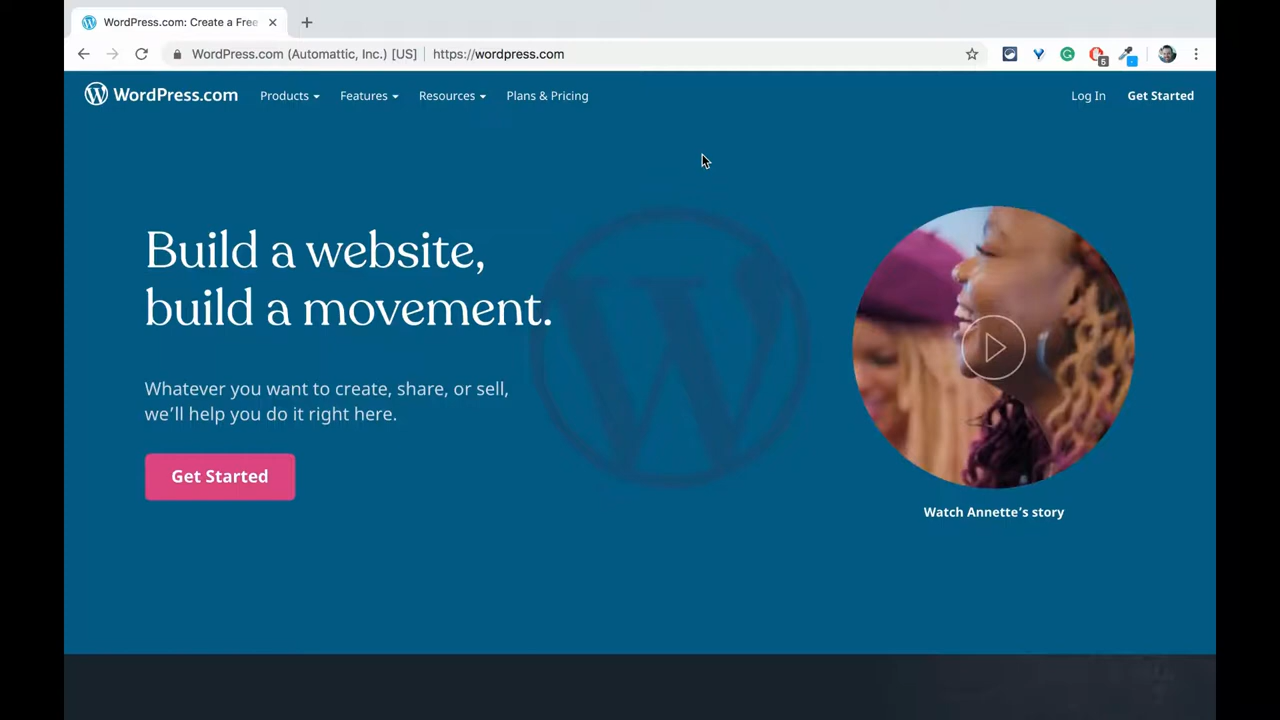 WordPress.com: Create a Free
WordPress.com (Automattic, Inc.) [US] https://wordpress.com
5
WordPress.com Products Features Resources Plans & Pricing Log In Get Started
Build a website,
build a movement.
Whatever you want to create, share, or sell,
we'll help you do it right here.
Get Started
Watch Annette's story